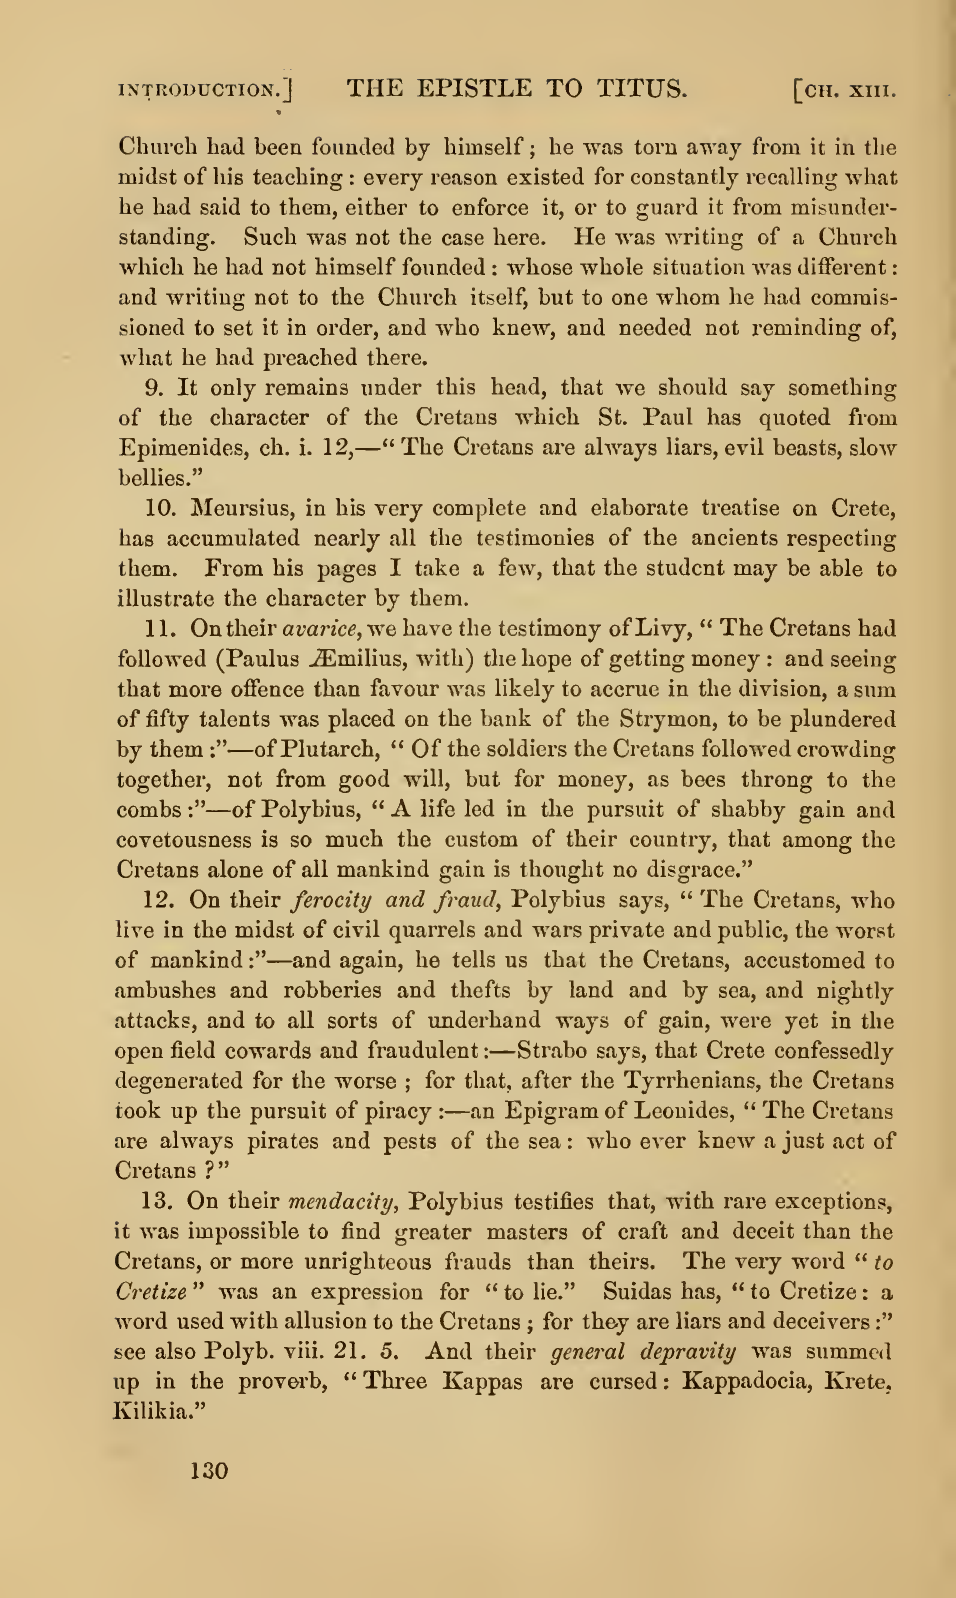 INTRODUCTION.] THE EPISTLE TO TITUS. [CH. XIII.
Church had been founded by himself ; he was torn away from it in the
midst of his teaching : every reason existed for constantly recalling what
he had said to them, either to enforce it, or to guard it from misunder-
standing. Such was not the case here. He was writing of a Church
which he had not himself founded : whose whole situation was different :
and writing not to the Church itself, but to one whom he had commis-
sioned to set it in order, and who knew, and needed not reminding of,
what he had preached there.
9. It only remains under this head, that we should say something
of the character of the Cretans which St. Paul has quoted from
Epimenides, ch. i. 12,—“ The Cretans are always liars, evil beasts, slow
bellies.”
10. Meursius, in his very complete and elaborate treatise on Crete,
has accumulated nearly all the testimonies of the ancients respecting
them. From his pages I take a few, that the student may be able to
illustrate the character by them.
11. On their avarice, we have the testimony of Livy, “ The Cretans had
followed (Paulus Æmilius, with) the hope of getting money : and seeing
that more offence than favour was likely to accrue in the division, a sum
of fifty talents was placed on the bank of the Strymon, to be plundered
by them :”—of Plutarch, “ Of the soldiers the Cretans followed crowding
together, not from good will, but for money, as bees throng to the
combs :”—of Polybius, “ A life led in the pursuit of shabby gain and
covetousness is so much the custom of their country, that among the
Cretans alone of all mankind gain is thought no disgrace.”
12. On their ferocity and fraud, Polybius says, “ The Cretans, who
live in the midst of civil quarrels and wars private and public, the worst
of mankind :”—and again, he tells us that the Cretans, accustomed to
ambushes and robberies and thefts by land and by sea, and nightly
attacks, and to all sorts of underhand ways of gain, were yet in the
open field cowards and fraudulent :—Strabo says, that Crete confessedly
degenerated for the worse ; for that, after the Tyrrhenians, the Cretans
took up the pursuit of piracy :—an Epigram of Leonides, “ The Cretans
are always pirates and pests of the sea : who ever knew a just act of
Cretans ?”
13. On their mendacity, Polybius testifies that, with rare exceptions,
it was impossible to find greater masters of craft and deceit than the
Cretans, or more unrighteous frauds than theirs. The very word “ to
Cretize ” was an expression for “ to lie.” Suidas has, “ to Cretize : a
word used with allusion to the Cretans ; for they are liars and deceivers :”
see also Polyb. viii. 21. 5. And their general depravity was summed
up in the proverb, “ Three Kappas are cursed : Kappadocia, Krete,
Kilikia.”
130